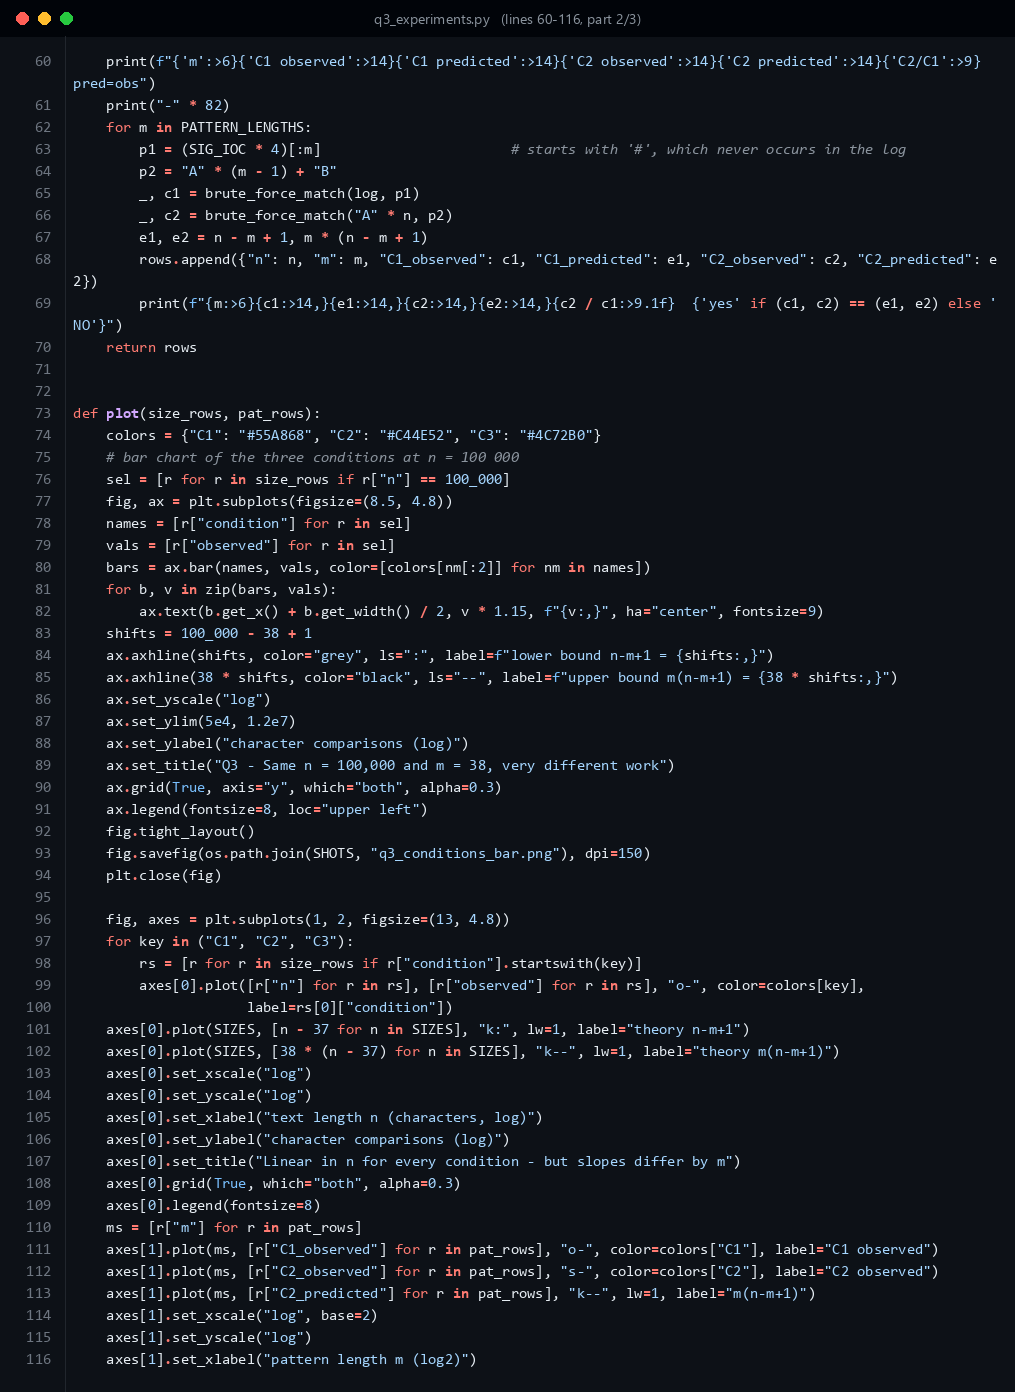 q3_experiments.py   (lines 60-116, part 2/3)
60      print(f"{'m':>6}{'C1 observed':>14}{'C1 predicted':>14}{'C2 observed':>14}{'C2 predicted':>14}{'C2/C1':>9}
pred=obs")
61      print("-" * 82)
62      for m in PATTERN_LENGTHS:
63          p1 = (SIG_IOC * 4)[:m]                       # starts with '#', which never occurs in the log
64          p2 = "A" * (m - 1) + "B"
65          _, c1 = brute_force_match(log, p1)
66          _, c2 = brute_force_match("A" * n, p2)
67          e1, e2 = n - m + 1, m * (n - m + 1)
68          rows.append({"n": n, "m": m, "C1_observed": c1, "C1_predicted": e1, "C2_observed": c2, "C2_predicted": e
2})
69          print(f"{m:>6}{c1:>14,}{e1:>14,}{c2:>14,}{e2:>14,}{c2 / c1:>9.1f}  {'yes' if (c1, c2) == (e1, e2) else '
NO'}")
70      return rows
71
72
73  def plot(size_rows, pat_rows):
74      colors = {"C1": "#55A868", "C2": "#C44E52", "C3": "#4C72B0"}
75      # bar chart of the three conditions at n = 100 000
76      sel = [r for r in size_rows if r["n"] == 100_000]
77      fig, ax = plt.subplots(figsize=(8.5, 4.8))
78      names = [r["condition"] for r in sel]
79      vals = [r["observed"] for r in sel]
80      bars = ax.bar(names, vals, color=[colors[nm[:2]] for nm in names])
81      for b, v in zip(bars, vals):
82          ax.text(b.get_x() + b.get_width() / 2, v * 1.15, f"{v:,}", ha="center", fontsize=9)
83      shifts = 100_000 - 38 + 1
84      ax.axhline(shifts, color="grey", ls=":", label=f"lower bound n-m+1 = {shifts:,}")
85      ax.axhline(38 * shifts, color="black", ls="--", label=f"upper bound m(n-m+1) = {38 * shifts:,}")
86      ax.set_yscale("log")
87      ax.set_ylim(5e4, 1.2e7)
88      ax.set_ylabel("character comparisons (log)")
89      ax.set_title("Q3 - Same n = 100,000 and m = 38, very different work")
90      ax.grid(True, axis="y", which="both", alpha=0.3)
91      ax.legend(fontsize=8, loc="upper left")
92      fig.tight_layout()
93      fig.savefig(os.path.join(SHOTS, "q3_conditions_bar.png"), dpi=150)
94      plt.close(fig)
95
96      fig, axes = plt.subplots(1, 2, figsize=(13, 4.8))
97      for key in ("C1", "C2", "C3"):
98          rs = [r for r in size_rows if r["condition"].startswith(key)]
99          axes[0].plot([r["n"] for r in rs], [r["observed"] for r in rs], "o-", color=colors[key],
100                      label=rs[0]["condition"])
101     axes[0].plot(SIZES, [n - 37 for n in SIZES], "k:", lw=1, label="theory n-m+1")
102     axes[0].plot(SIZES, [38 * (n - 37) for n in SIZES], "k--", lw=1, label="theory m(n-m+1)")
103     axes[0].set_xscale("log")
104     axes[0].set_yscale("log")
105     axes[0].set_xlabel("text length n (characters, log)")
106     axes[0].set_ylabel("character comparisons (log)")
107     axes[0].set_title("Linear in n for every condition - but slopes differ by m")
108     axes[0].grid(True, which="both", alpha=0.3)
109     axes[0].legend(fontsize=8)
110     ms = [r["m"] for r in pat_rows]
111     axes[1].plot(ms, [r["C1_observed"] for r in pat_rows], "o-", color=colors["C1"], label="C1 observed")
112     axes[1].plot(ms, [r["C2_observed"] for r in pat_rows], "s-", color=colors["C2"], label="C2 observed")
113     axes[1].plot(ms, [r["C2_predicted"] for r in pat_rows], "k--", lw=1, label="m(n-m+1)")
114     axes[1].set_xscale("log", base=2)
115     axes[1].set_yscale("log")
116     axes[1].set_xlabel("pattern length m (log2)")